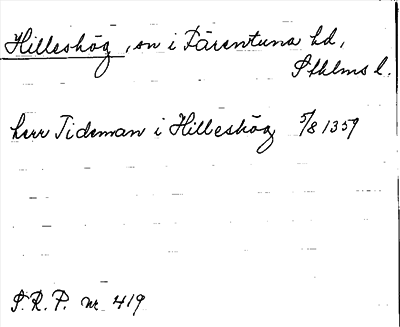 Hilleshög, sn i Färentuna hd,
Sthlms l.
herr Tideman i Hilleshög 5/8 1359
S.R.P. nr 419